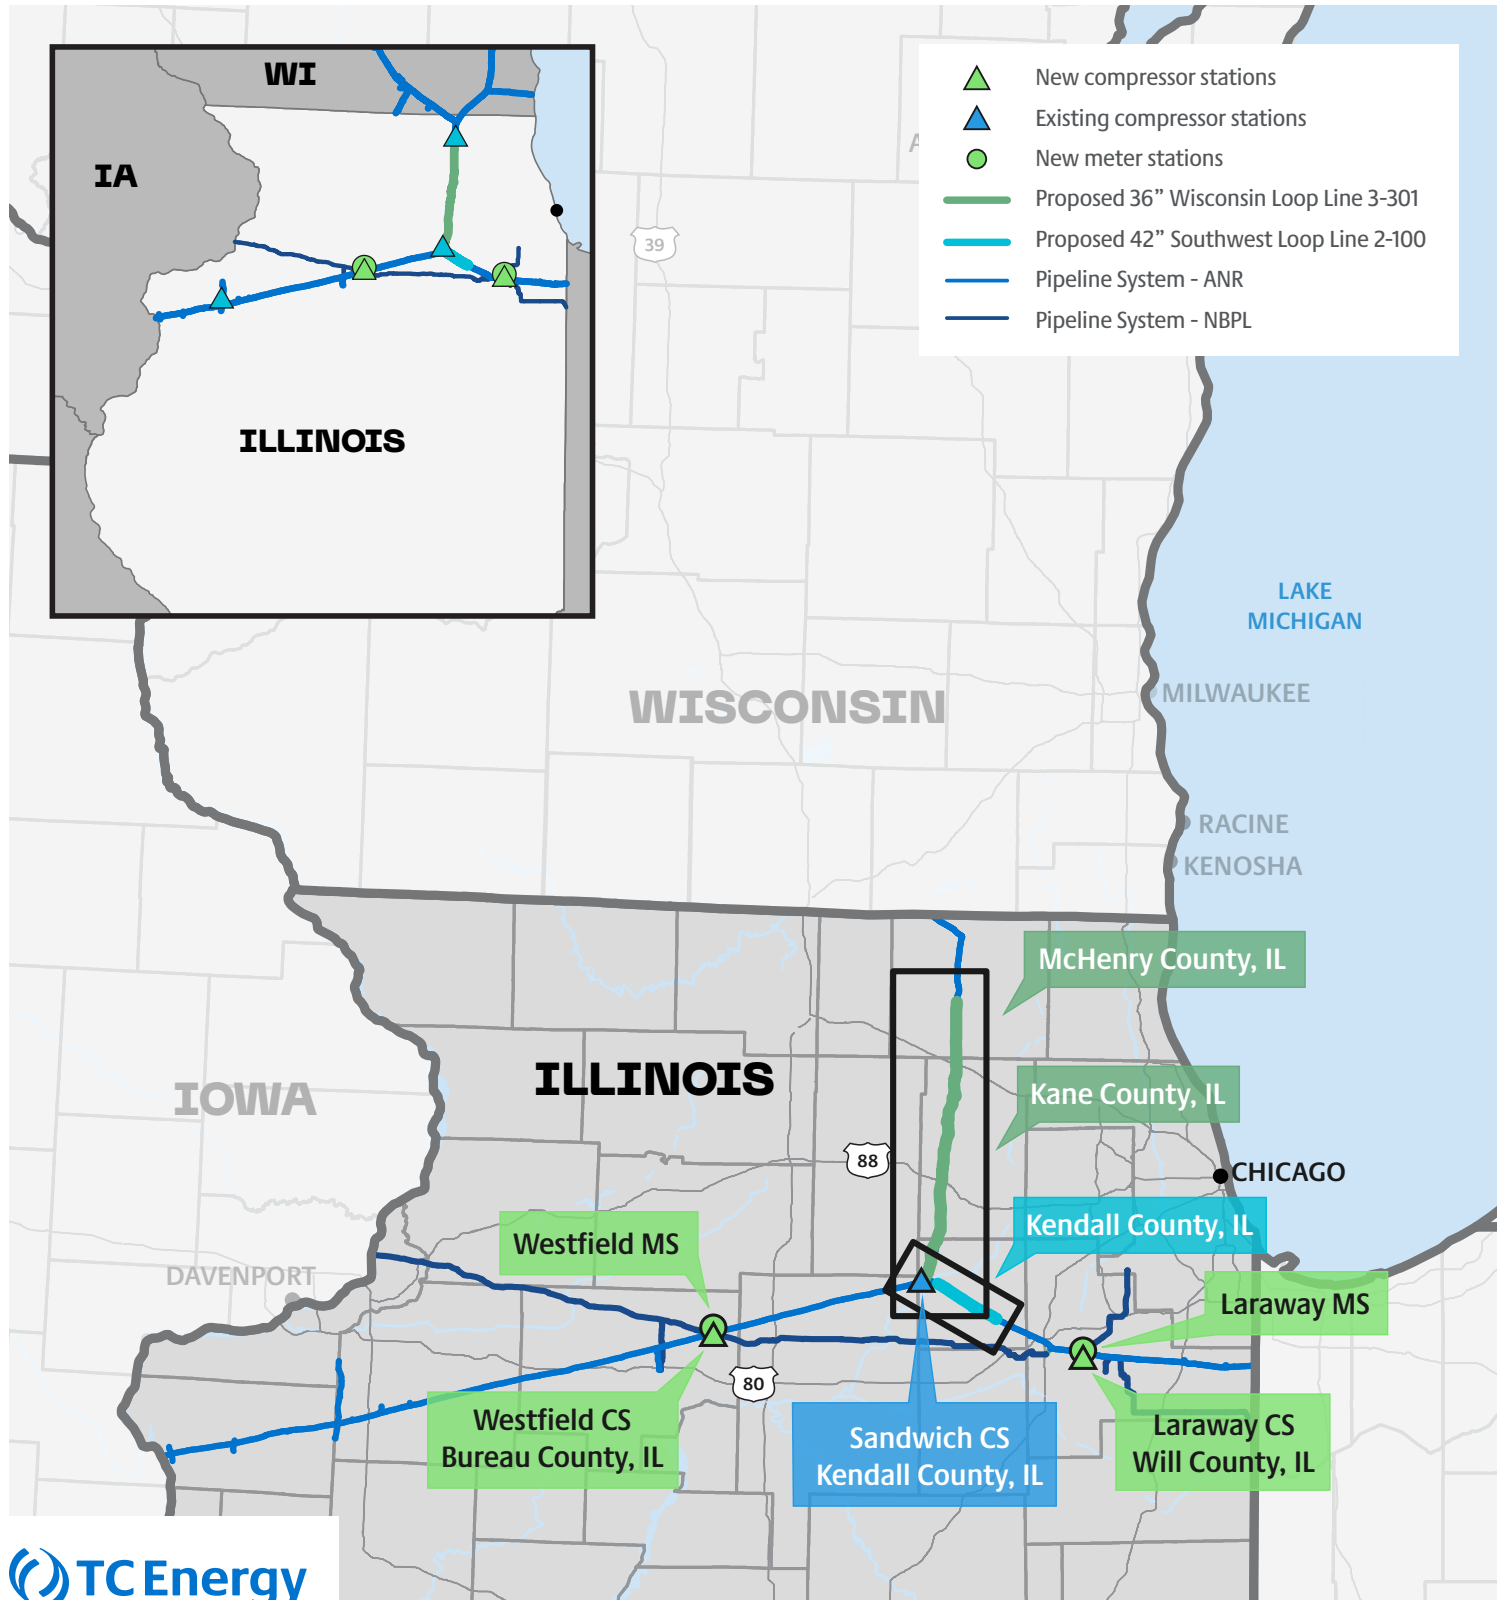 WI
IA
ILLINOIS
New compressor stations
Existing compressor stations
New meter stations
Proposed 36” Wisconsin Loop Line 3-301
Proposed 42” Southwest Loop Line 2-100
Pipeline System - ANR
Pipeline System - NBPL
A
39
LAKE
MICHIGAN
WISCONSIN
MILWAUKEE
RACINE
KENOSHA
McHenry County, IL
ILLINOIS
IOWA
Kane County, IL
88
CHICAGO
Kendall County, IL
Westfield MS
DAVENPORT
Laraway MS
80
Westfield CS
Bureau County, IL
Sandwich CS
Kendall County, IL
Laraway CS
Will County, IL
TC Energy